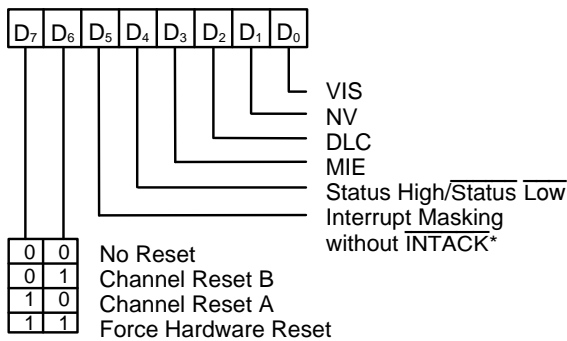 D₇ D₆ D₅ D₄ D₃ D₂ D₁ D₀
VIS
NV
DLC
MIE
Status High/Status Low
Interrupt Masking
without INTACK*
0 0 No Reset
0 1 Channel Reset B
1 0 Channel Reset A
1 1 Force Hardware Reset